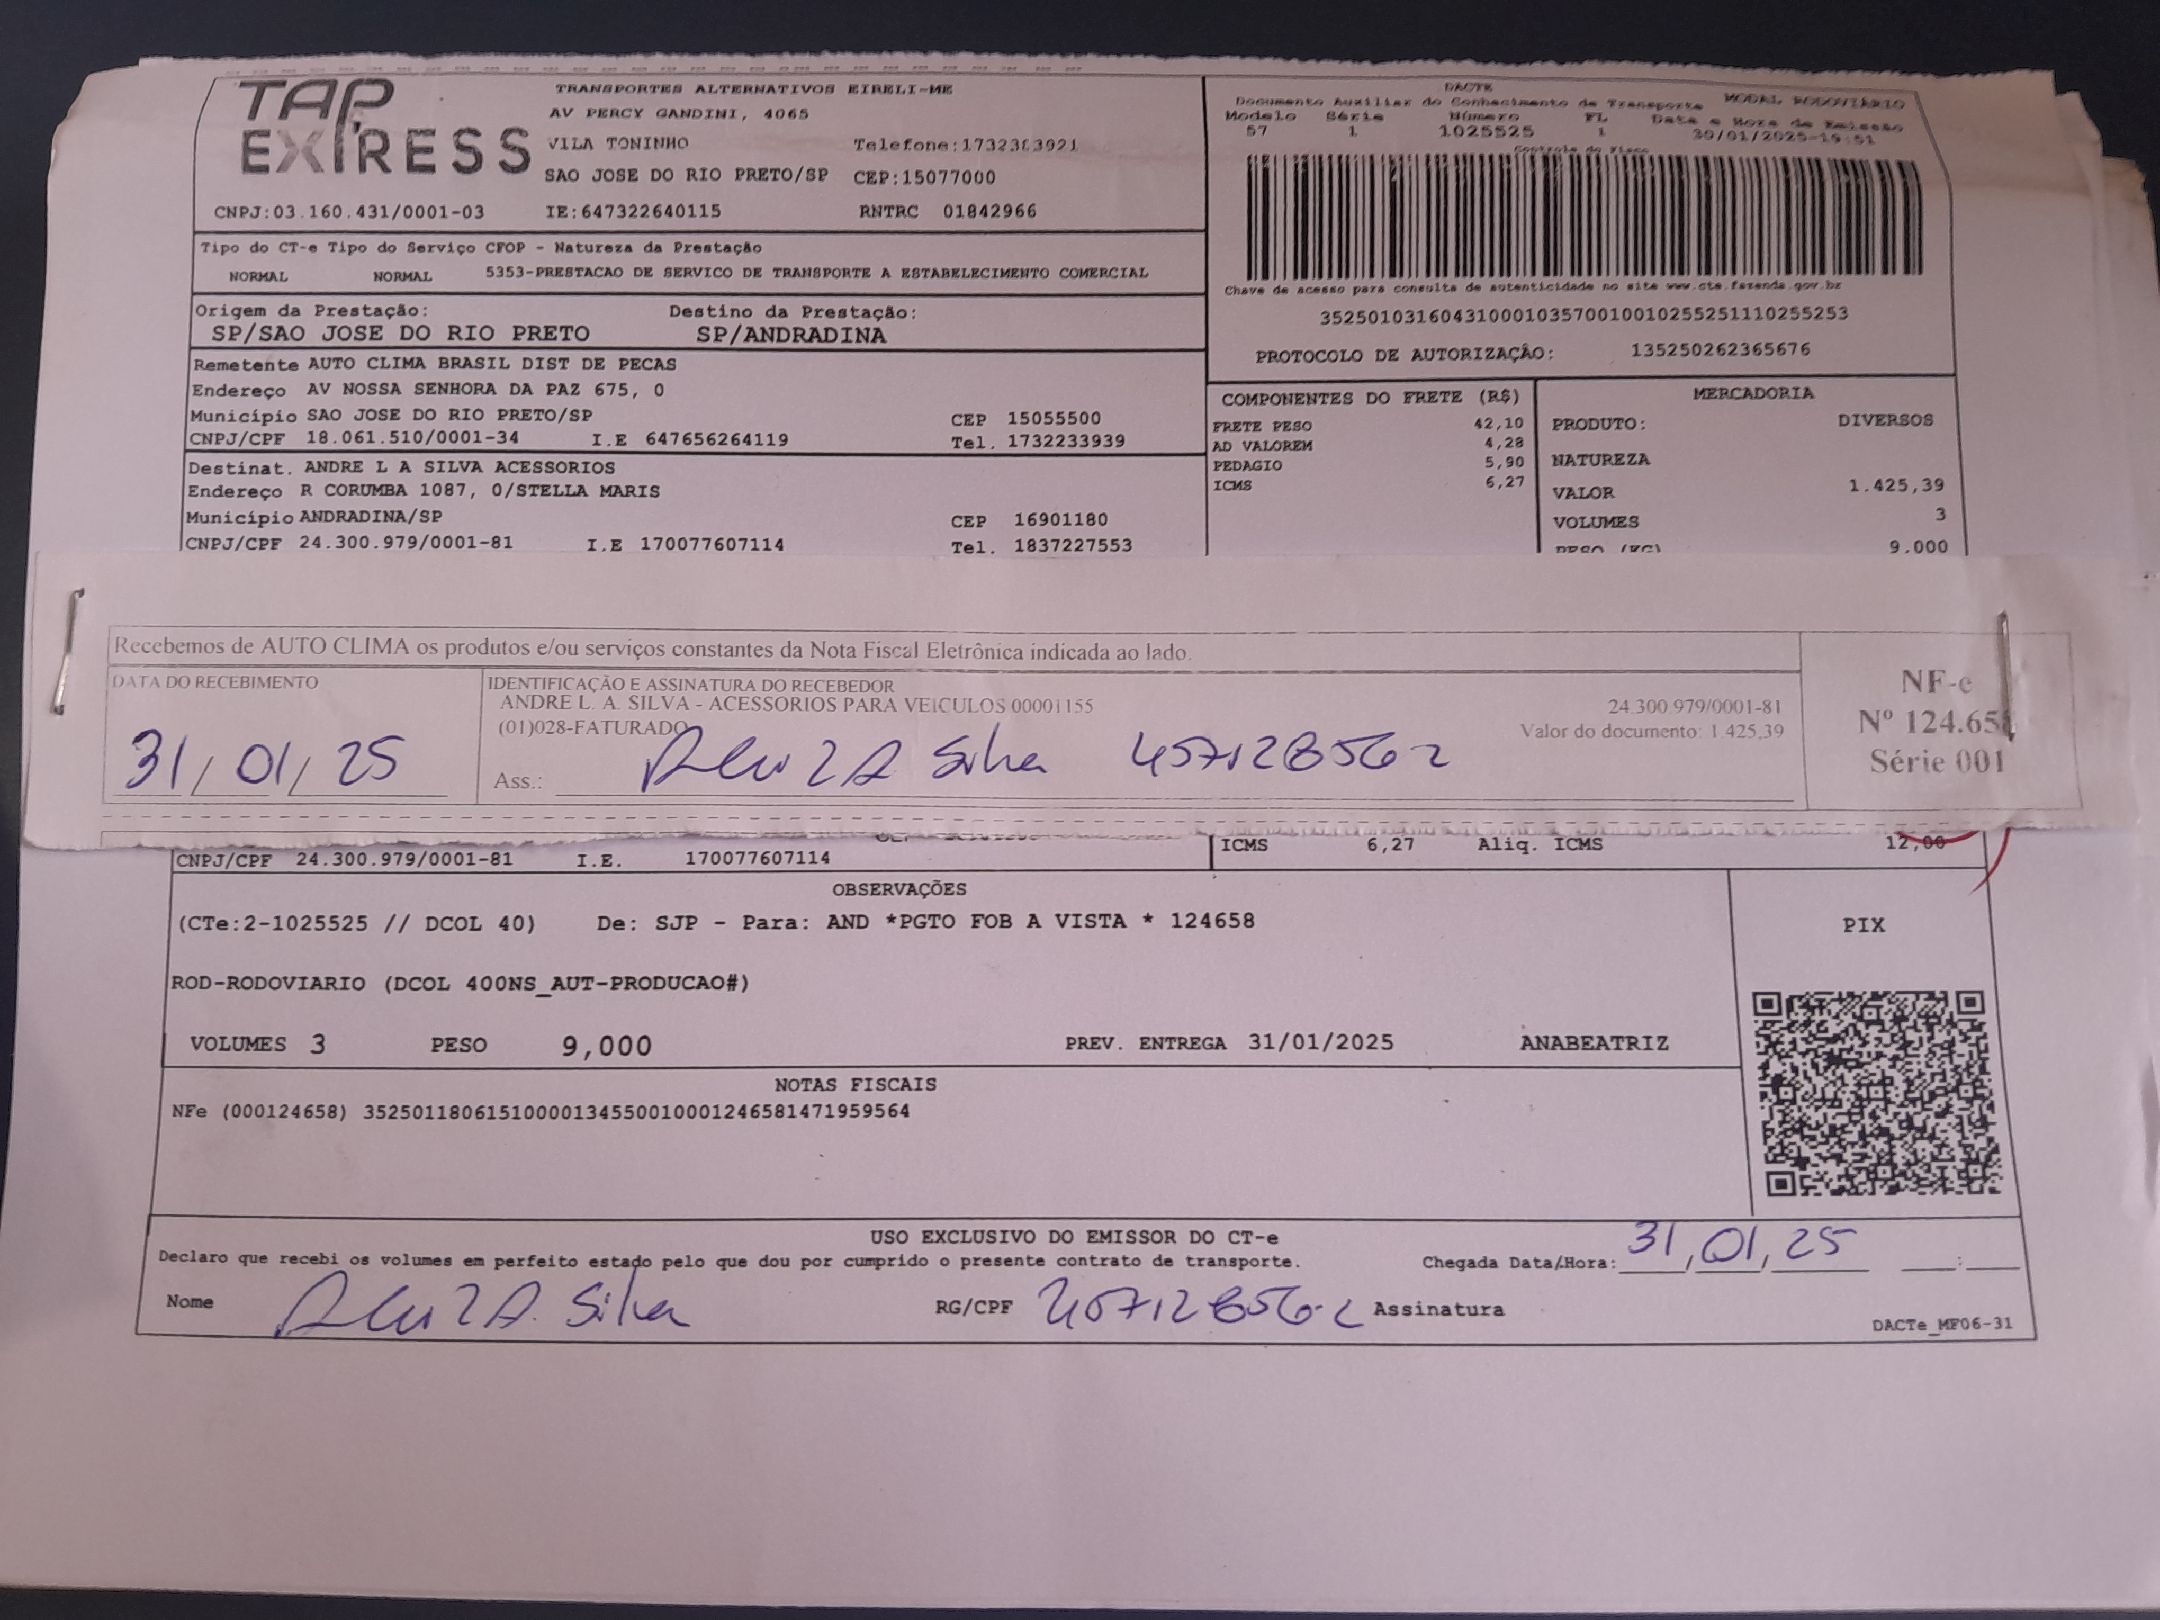 TAP
EXPRESS
TRANSPORTES ALTERNATIVOS EIRELI-ME
AV PERCY GANDINI, 4065
VILA TONINHO Telefone:1732383921
SAO JOSE DO RIO PRETO/SP CEP:15077000
CNPJ:03.160.431/0001-03 IE:647322640115 RNTRC 01842966
DACTE
Documento Auxiliar do Conhecimento de Transporte MODAL RODOVIÁRIO
Modelo Série Número FL Data e Hora de Emissão
57 1 1025525 1 30/01/2025
Controle do Fisco
Chave de acesso para consulta de autenticidade no site www.cte.fazenda.gov.br
35250103160431000103570010010255251110255253
PROTOCOLO DE AUTORIZAÇÂO: 135250262365676
Tipo do CT-e Tipo do Serviço CFOP - Natureza da Prestação
NORMAL NORMAL 5353-PRESTACAO DE SERVICO DE TRANSPORTE A ESTABELECIMENTO COMERCIAL
Origem da Prestação: Destino da Prestação:
SP/SAO JOSE DO RIO PRETO SP/ANDRADINA
Remetente AUTO CLIMA BRASIL DIST DE PECAS
Endereço AV NOSSA SENHORA DA PAZ 675, 0
Município SAO JOSE DO RIO PRETO/SP CEP 15055500
CNPJ/CPF 18.061.510/0001-34 I.E 647656264119 Tel. 1732233939
Destinat. ANDRE L A SILVA ACESSORIOS
Endereço R CORUMBA 1087, 0/STELLA MARIS
Município ANDRADINA/SP CEP 16901180
CNPJ/CPF 24.300.979/0001-81 I.E 170077607114 Tel. 1837227553
COMPONENTES DO FRETE (R$)
FRETE PESO 42,10
AD VALOREM 4,28
PEDAGIO 5,90
ICMS 6,27
MERCADORIA
PRODUTO: DIVERSOS
NATUREZA
VALOR 1.425,39
VOLUMES 3
PESO (KG) 9.000
Recebemos de AUTO CLIMA os produtos e/ou serviços constantes da Nota Fiscal Eletrônica indicada ao lado.
DATA DO RECEBIMENTO
31/01/25
IDENTIFICAÇÃO E ASSINATURA DO RECEBEDOR
ANDRE L. A. SILVA - ACESSORIOS PARA VEICULOS 00001155 24.300.979/0001-81
(01)028-FATURADO Valor do documento: 1.425,39
Ass.: Silva
NF-e
Nº 124.658
Série 001
CNPJ/CPF 24.300.979/0001-81 I.E. 170077607114
ICMS 6,27 Aliq. ICMS 12,00
OBSERVAÇÕES
(CTe:2-1025525 // DCOL 40) De: SJP - Para: AND *PGTO FOB A VISTA * 124658
ROD-RODOVIARIO (DCOL 400NS_AUT-PRODUCAO#)
VOLUMES 3 PESO 9,000 PREV. ENTREGA 31/01/2025 ANABEATRIZ
PIX
NOTAS FISCAIS
NFe (000124658) 35250118061510000134550010001246581471959564
USO EXCLUSIVO DO EMISSOR DO CT-e
Declaro que recebi os volumes em perfeito estado pelo que dou por cumprido o presente contrato de transporte. Chegada Data/Hora: 31/01/25 :
Nome Silva RG/CPF Assinatura
DACTe_MF06-31